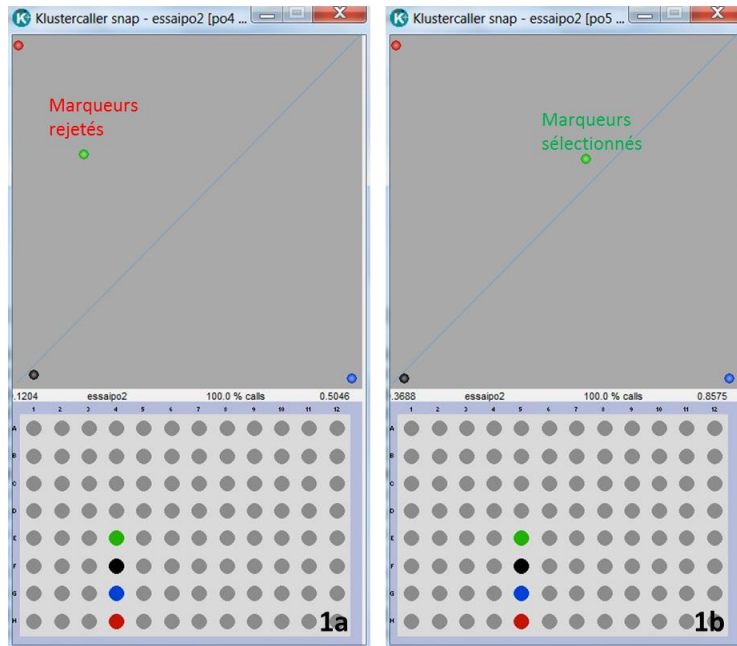 Klustercaller snap - essaipo2 [po4 ...
Marqueurs
rejetés
.1204 essaipo2 100.0 % calls 0.5046
1 2 3 4 5 6 7 8 9 10 11 12
A
B
C
D
E
F
G
H
1a
Klustercaller snap - essaipo2 [po5 ...
Marqueurs
sélectionnés
.3688 essaipo2 100.0 % calls 0.8575
1 2 3 4 5 6 7 8 9 10 11 12
A
B
C
D
E
F
G
H
1b